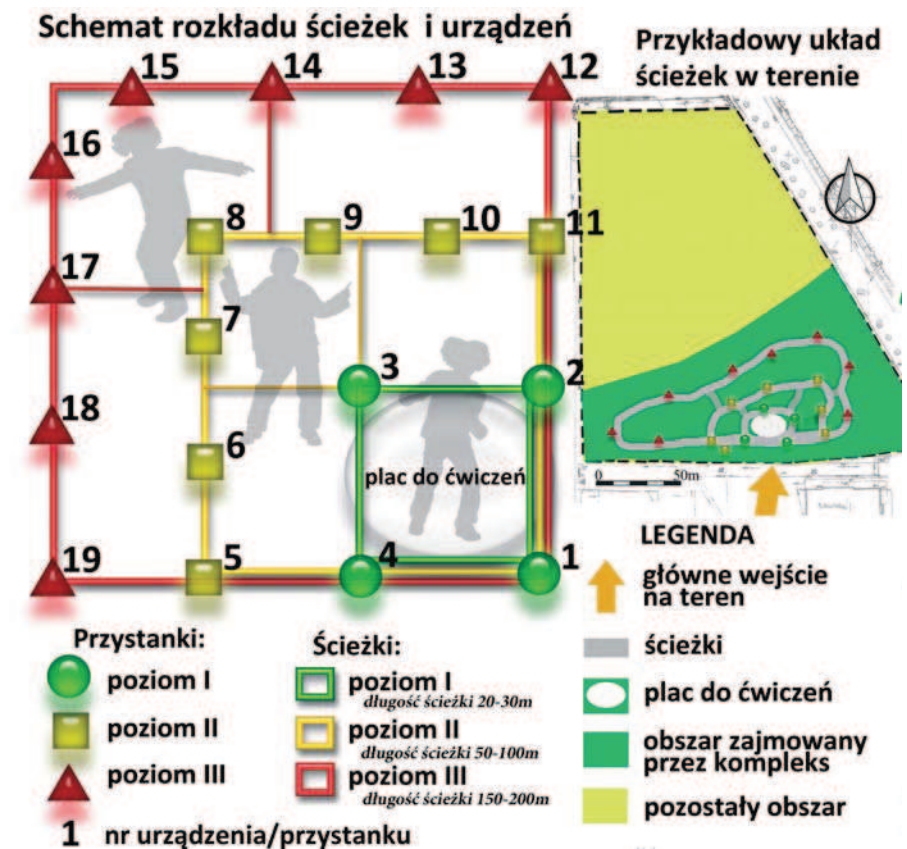 Schemat rozkładu ścieżek i urządzeń
15
14
13
12
16
8
9
10
11
17
7
3
2
18
6
plac do ćwiczeń
19
5
4
1
Przystanki:
poziom I
poziom II
poziom III
1 nr urządzenia/przystanku
Ścieżki:
poziom I
długość ścieżki 20-30m
poziom II
długość ścieżki 50-100m
poziom III
długość ścieżki 150-200m
Przykładowy układ
ścieżek w terenie
0 50m
LEGENDA
główne wejście
na teren
ścieżki
plac do ćwiczeń
obszar zajmowany
przez kompleks
pozostały obszar